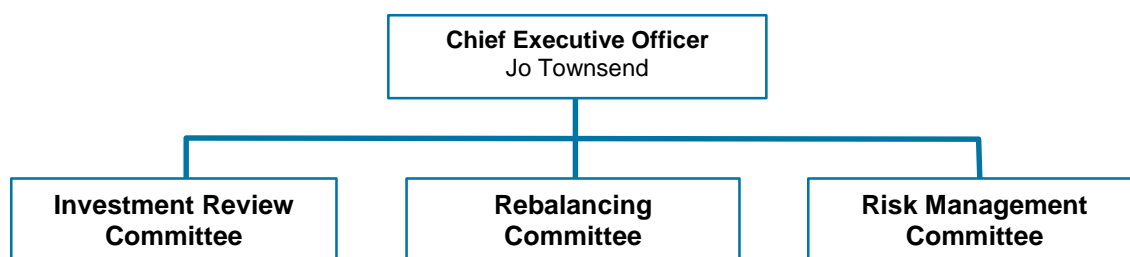 Chief Executive Officer
Jo Townsend
Investment Review
Committee
Rebalancing
Committee
Risk Management
Committee